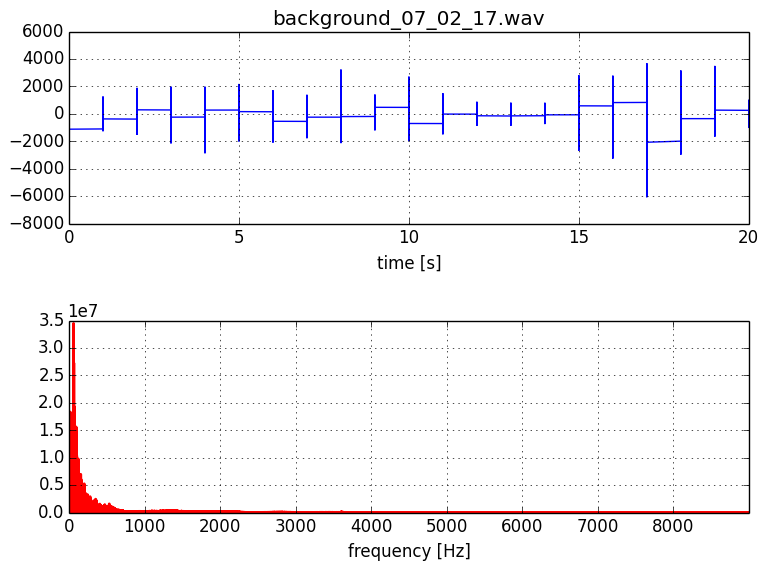 background_07_02_17.wav
6000
4000
2000
0
−2000
−4000
−6000
−8000
0 5 10 15 20
time [s]
1e7
3.5
3.0
2.5
2.0
1.5
1.0
0.5
0.0
0 1000 2000 3000 4000 5000 6000 7000 8000
frequency [Hz]